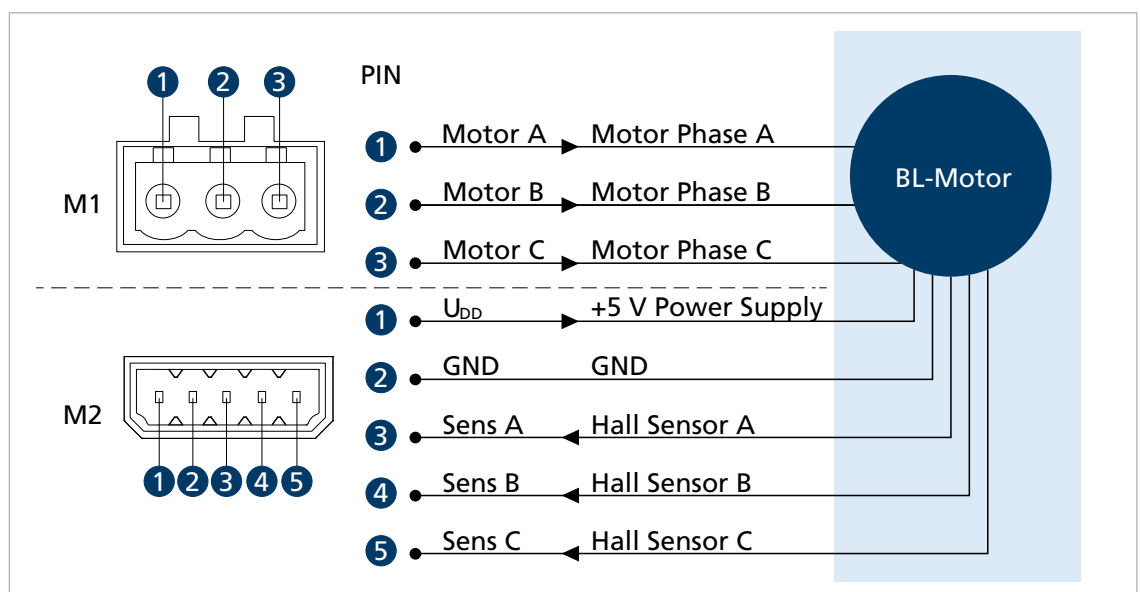 1 2 3 PIN
M1
1 Motor A Motor Phase A
2 Motor B Motor Phase B
3 Motor C Motor Phase C
BL-Motor
1 UDD +5 V Power Supply
2 GND GND
M2
3 Sens A Hall Sensor A
1 2 3 4 5
4 Sens B Hall Sensor B
5 Sens C Hall Sensor C